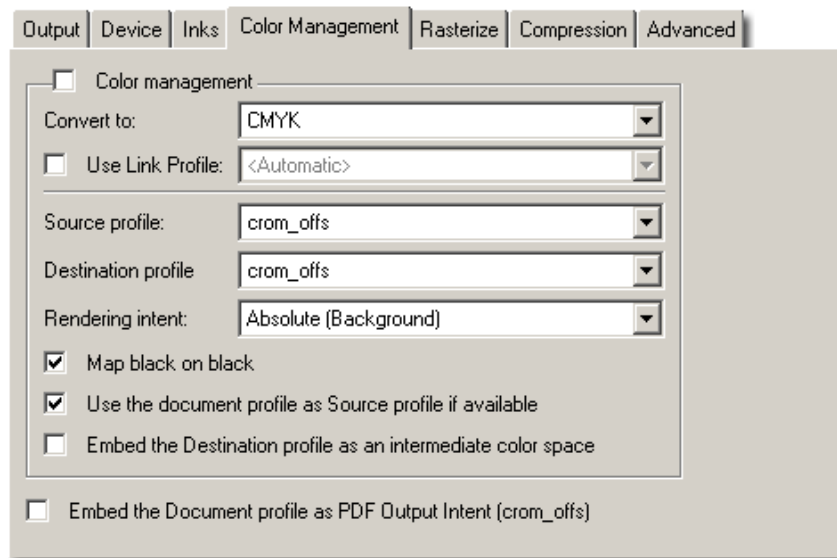 Output Device Inks Color Management Rasterize Compression Advanced
Color management
Convert to: CMYK
Use Link Profile: <Automatic>
Source profile: crom_offs
Destination profile crom_offs
Rendering intent: Absolute (Background)
Map black on black
Use the document profile as Source profile if available
Embed the Destination profile as an intermediate color space
Embed the Document profile as PDF Output Intent (crom_offs)